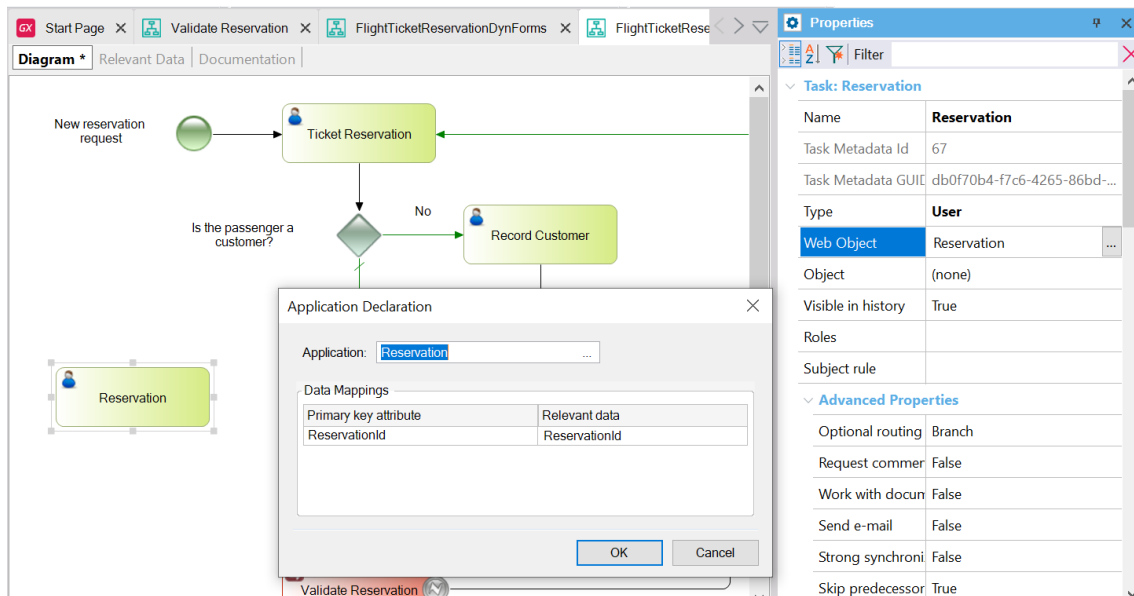 GX Start Page
Validate Reservation
FlightTicketReservationDynForms
FlightTicketRese
Diagram *
Relevant Data
Documentation
New reservation
request
Ticket Reservation
Is the passenger a
customer?
No
Record Customer
Reservation
Application Declaration
Application:
Reservation
...
Data Mappings
Primary key attribute
Relevant data
ReservationId
ReservationId
OK
Cancel
Validate Reservation
Properties
Filter
Task: Reservation
Name
Reservation
Task Metadata Id
67
Task Metadata GUID
db0f70b4-f7c6-4265-86bd-...
Type
User
Web Object
Reservation
...
Object
(none)
Visible in history
True
Roles
Subject rule
Advanced Properties
Optional routing
Branch
Request commer
False
Work with docum
False
Send e-mail
False
Strong synchroni
False
Skip predecessor
True